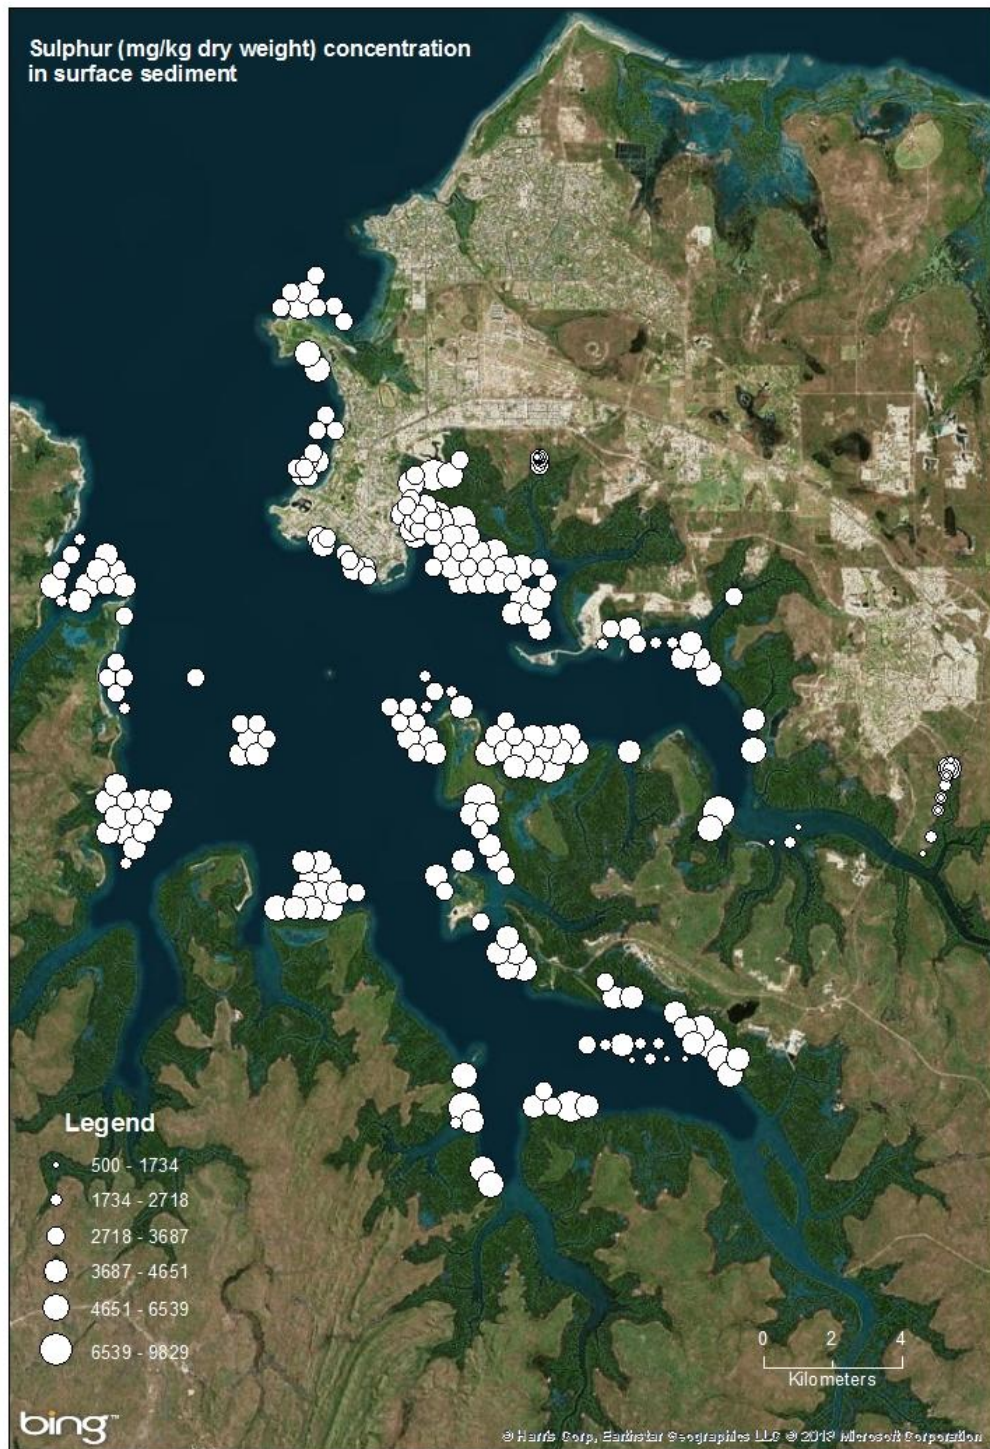 Sulphur (mg/kg dry weight) concentration
in surface sediment
Legend
500 - 1734
1734 - 2718
2718 - 3687
3687 - 4651
4651 - 6539
6539 - 9829
0 2 4
Kilometers
bing™
© Harris Corp, Earthstar Geographics LLC © 2013 Microsoft Corporation